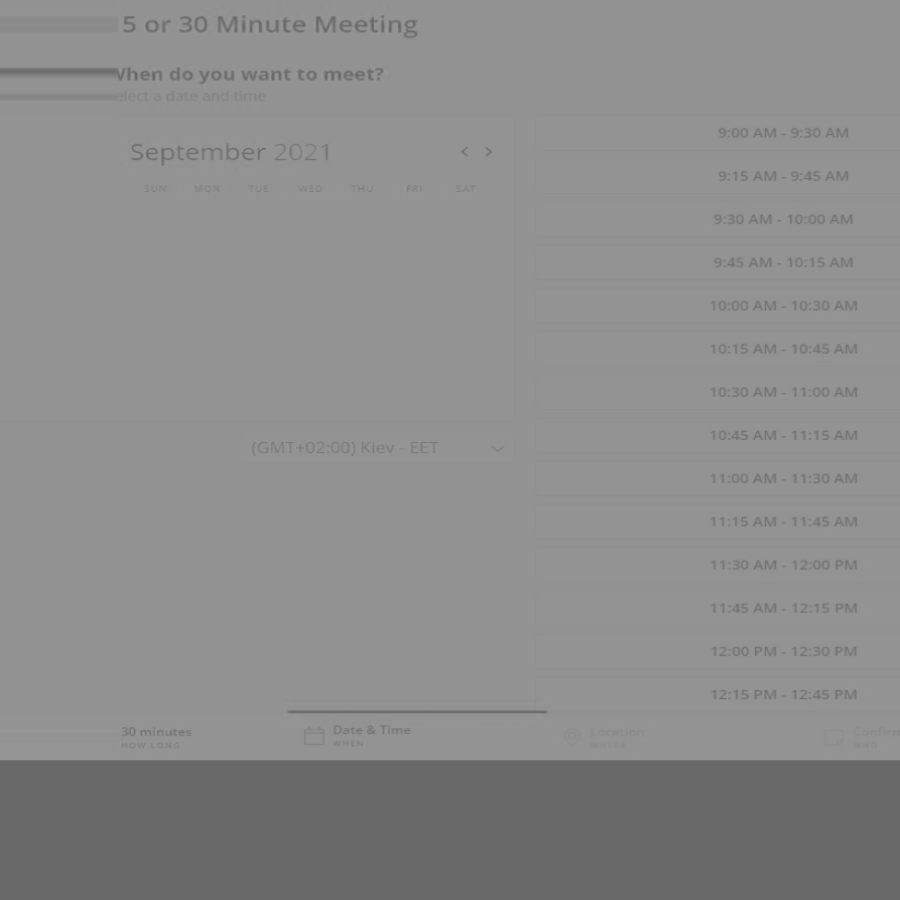 5 or 30 Minute Meeting
When do you want to meet?
elect a date and time
September 2021
SUN MON TUE WED THU FRI SAT
(GMT+02:00) Kiev - EET
9:00 AM - 9:30 AM
9:15 AM - 9:45 AM
9:30 AM - 10:00 AM
9:45 AM - 10:15 AM
10:00 AM - 10:30 AM
10:15 AM - 10:45 AM
10:30 AM - 11:00 AM
10:45 AM - 11:15 AM
11:00 AM - 11:30 AM
11:15 AM - 11:45 AM
11:30 AM - 12:00 PM
11:45 AM - 12:15 PM
12:00 PM - 12:30 PM
12:15 PM - 12:45 PM
30 minutes
HOW LONG
Date & Time
WHEN
Location
WHERE
Confirm
WHO